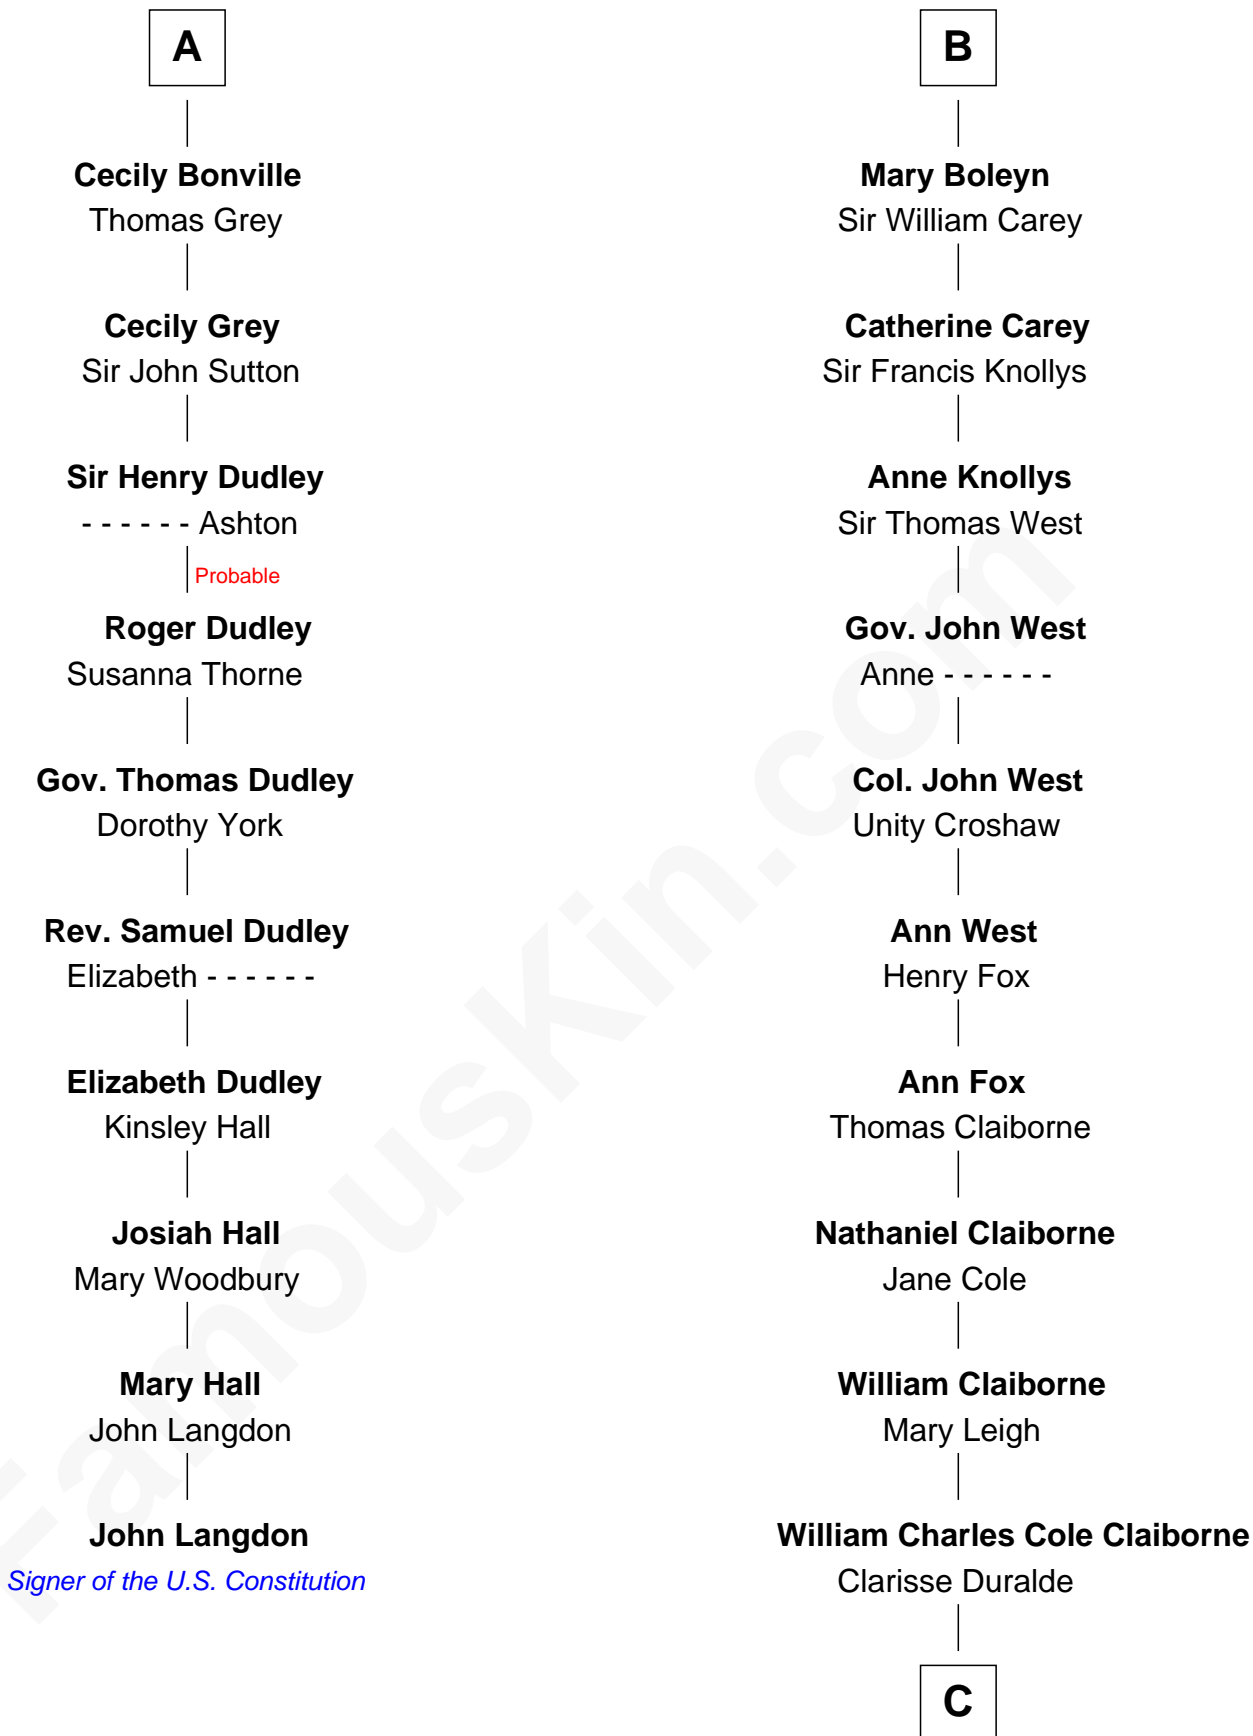 A
Cecily Bonville
Thomas Grey
Cecily Grey
Sir John Sutton
Sir Henry Dudley
- - - - - - Ashton
Probable
Roger Dudley
Susanna Thorne
Gov. Thomas Dudley
Dorothy York
Rev. Samuel Dudley
Elizabeth - - - - - -
Elizabeth Dudley
Kinsley Hall
Josiah Hall
Mary Woodbury
Mary Hall
John Langdon
John Langdon
Signer of the U.S. Constitution
B
Mary Boleyn
Sir William Carey
Catherine Carey
Sir Francis Knollys
Anne Knollys
Sir Thomas West
Gov. John West
Anne - - - - - -
Col. John West
Unity Croshaw
Ann West
Henry Fox
Ann Fox
Thomas Claiborne
Nathaniel Claiborne
Jane Cole
William Claiborne
Mary Leigh
William Charles Cole Claiborne
Clarisse Duralde
C
FamousKin.com